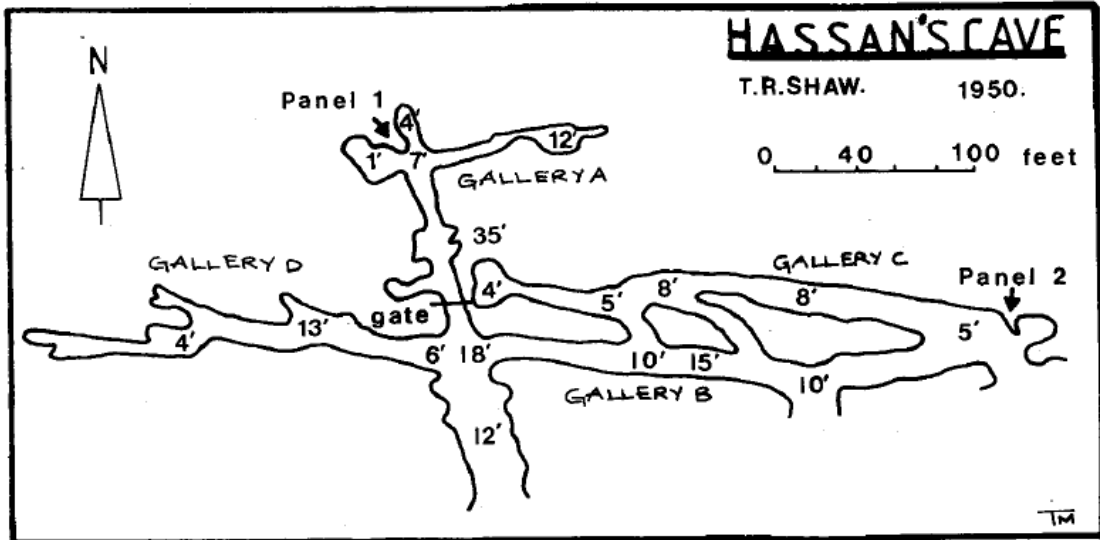 HASSAN'S CAVE
T.R.SHAW. 1950.
0 40 100 feet
N
Panel 1
4'
1' 7' 12'
GALLERY A
35'
GALLERY D
GALLERY C
Panel 2
4' 5' 8' 8' 5'
gate
4' 13'
6' 18' 10' 15' 10'
GALLERY B
12'
TM